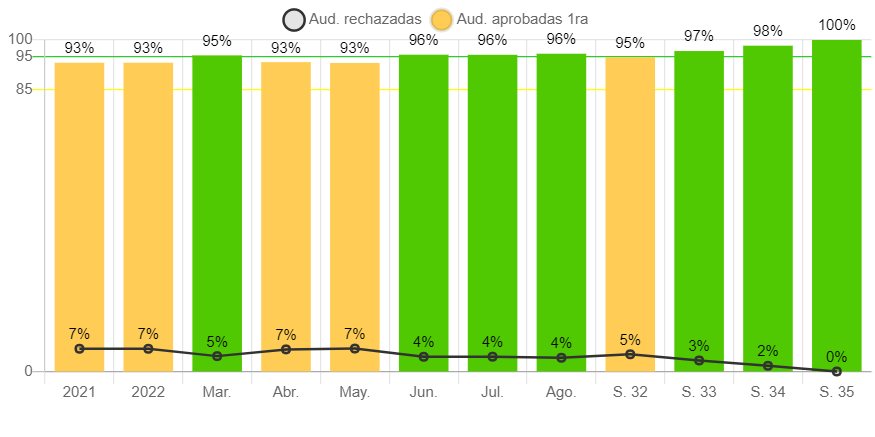 Aud. rechazadas Aud. aprobadas 1ra
100
95
85
0
93% 93% 95% 93% 93% 96% 96% 96% 95% 97% 98% 100%
7% 7% 5% 7% 7% 4% 4% 4% 5% 3% 2% 0%
2021 2022 Mar. Abr. May. Jun. Jul. Ago. S. 32 S. 33 S. 34 S. 35